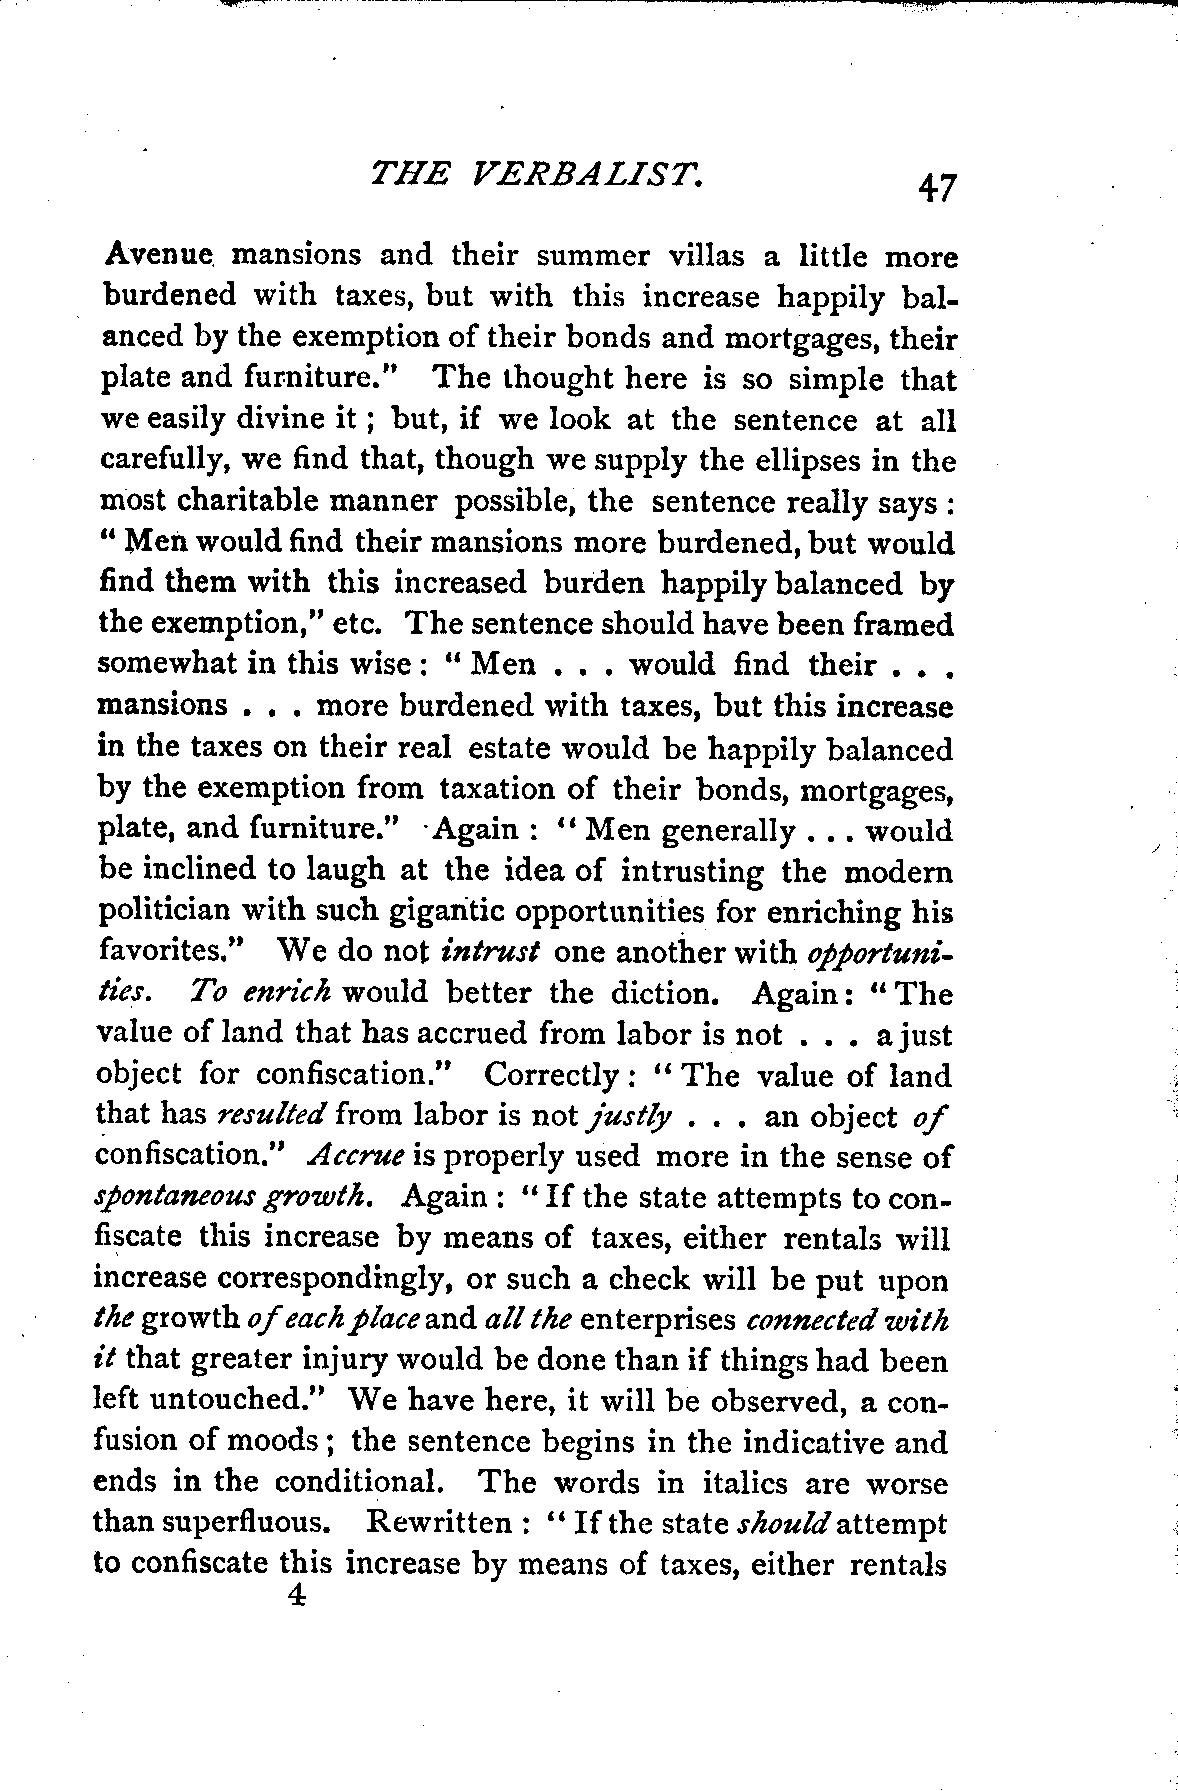 THE VERBALIST.
47
Avenue mansions and their summer villas a little more
burdened with taxes, but with this increase happily bal-
anced by the exemption of their bonds and mortgages, their
plate and furniture." The thought here is so simple that
we easily divine it ; but, if we look at the sentence at all
carefully, we find that, though we supply the ellipses in the
most charitable manner possible, the sentence really says :
" Men would find their mansions more burdened, but would
find them with this increased burden happily balanced by
the exemption," etc. The sentence should have been framed
somewhat in this wise : " Men . . . would find their . . .
mansions . . . more burdened with taxes, but this increase
in the taxes on their real estate would be happily balanced
by the exemption from taxation of their bonds, mortgages,
plate, and furniture." Again : " Men generally . . . would
be inclined to laugh at the idea of intrusting the modern
politician with such gigantic opportunities for enriching his
favorites." We do not intrust one another with opportuni-
ties. To enrich would better the diction. Again : " The
value of land that has accrued from labor is not . . . a just
object for confiscation." Correctly : " The value of land
that has resulted from labor is not justly . . . an object of
confiscation." Accrue is properly used more in the sense of
spontaneous growth. Again : " If the state attempts to con-
fiscate this increase by means of taxes, either rentals will
increase correspondingly, or such a check will be put upon
the growth of each place and all the enterprises connected with
it that greater injury would be done than if things had been
left untouched." We have here, it will be observed, a con-
fusion of moods ; the sentence begins in the indicative and
ends in the conditional. The words in italics are worse
than superfluous. Rewritten : " If the state should attempt
to confiscate this increase by means of taxes, either rentals
4